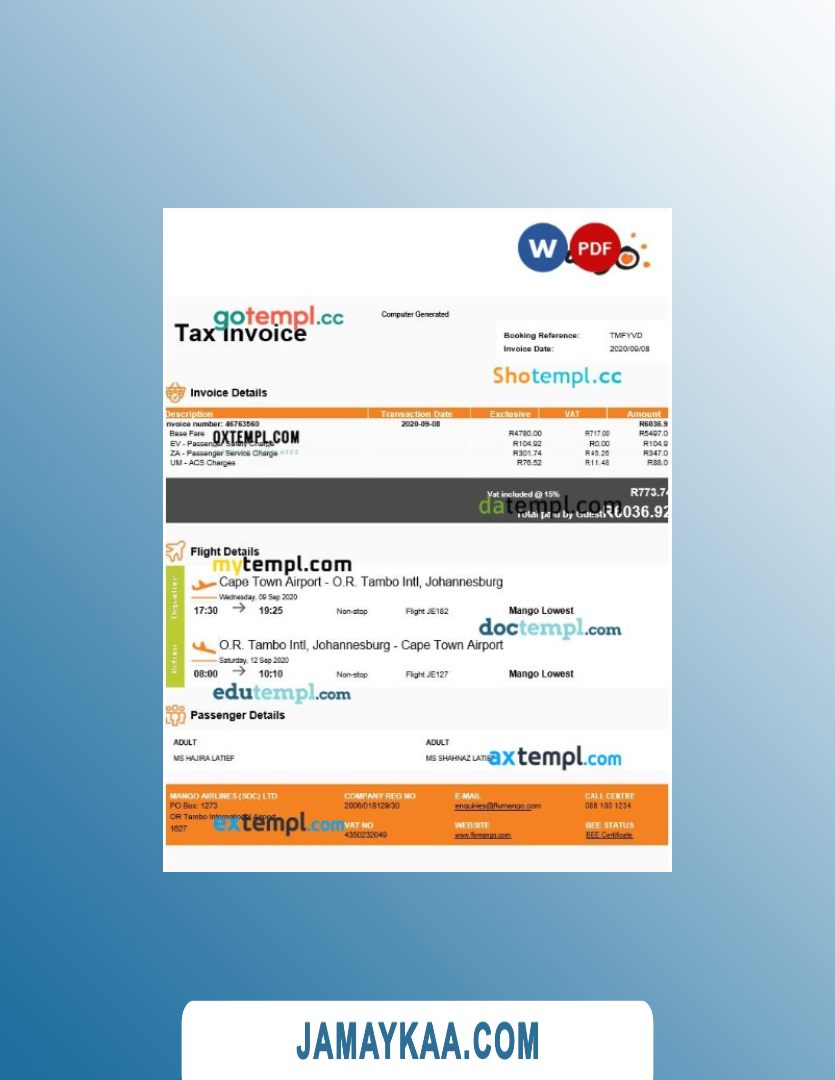 W PDF
gotempl.cc
Computer Generated
Tax Invoice
Booking Reference: TMFYVD
Invoice Date: 2020/09/08
Shotempl.cc
Invoice Details
Description Transaction Date Exclusive VAT Amount
nvoice number: 46763560 2020-09-08 R6036.9
Base Fare R4780.00 R717.00 R5497.0
OXTEMPL.COM
EV - Passenger Safety Charge R104.92 R0.00 R104.9
ZA - Passenger Service Charge R301.74 R45.26 R347.0
UM - ACS Charges R76.52 R11.48 R88.0
Vat included @ 15% R773.74
datempl.com
Total paid by Guest R6036.92
Flight Details
mytempl.com
Departure
Cape Town Airport - O.R. Tambo Intl, Johannesburg
Wednesday, 09 Sep 2020
17:30 → 19:25 Non-stop Flight JE182 Mango Lowest
doctempl.com
Return
O.R. Tambo Intl, Johannesburg - Cape Town Airport
Saturday, 12 Sep 2020
08:00 → 10:10 Non-stop Flight JE127 Mango Lowest
edutempl.com
Passenger Details
ADULT ADULT
MS HAJIRA LATIEF MS SHAHNAZ LATIEF
axtempl.com
MANGO AIRLINES (SOC) LTD COMPANY REG NO E-MAIL CALL CENTRE
PO Box: 1273 2006/018129/30 enquiries@flymango.com 086 100 1234
OR Tambo International Airport
extempl.com
1627 VAT NO WEBSITE BEE STATUS
4350232049 www.flymango.com BEE Certificate
JAMAYKAA.COM